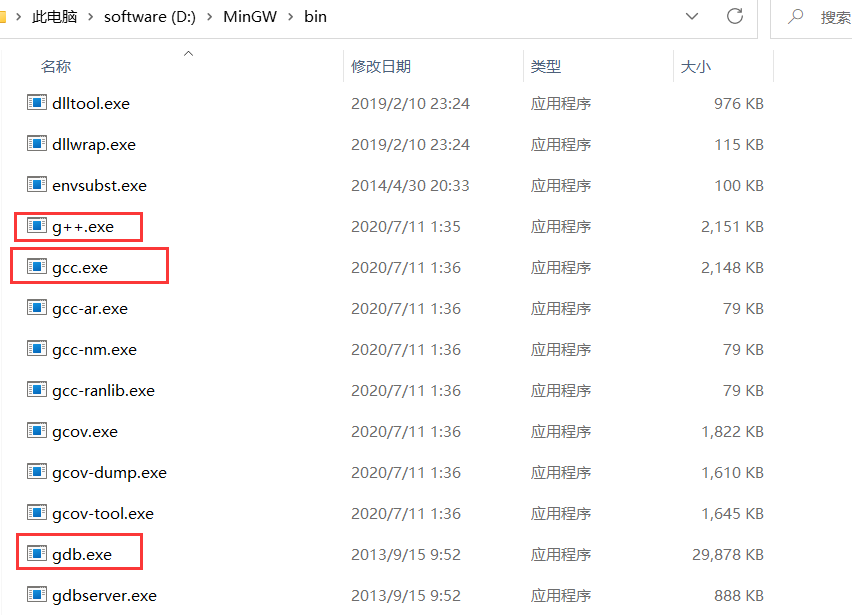 此电脑 > software (D:) > MinGW > bin 搜索
名称 修改日期 类型 大小
dlltool.exe 2019/2/10 23:24 应用程序 976 KB
dllwrap.exe 2019/2/10 23:24 应用程序 115 KB
envsubst.exe 2014/4/30 20:33 应用程序 100 KB
g++.exe 2020/7/11 1:35 应用程序 2,151 KB
gcc.exe 2020/7/11 1:36 应用程序 2,148 KB
gcc-ar.exe 2020/7/11 1:36 应用程序 79 KB
gcc-nm.exe 2020/7/11 1:36 应用程序 79 KB
gcc-ranlib.exe 2020/7/11 1:36 应用程序 79 KB
gcov.exe 2020/7/11 1:36 应用程序 1,822 KB
gcov-dump.exe 2020/7/11 1:36 应用程序 1,610 KB
gcov-tool.exe 2020/7/11 1:36 应用程序 1,645 KB
gdb.exe 2013/9/15 9:52 应用程序 29,878 KB
gdbserver.exe 2013/9/15 9:52 应用程序 888 KB